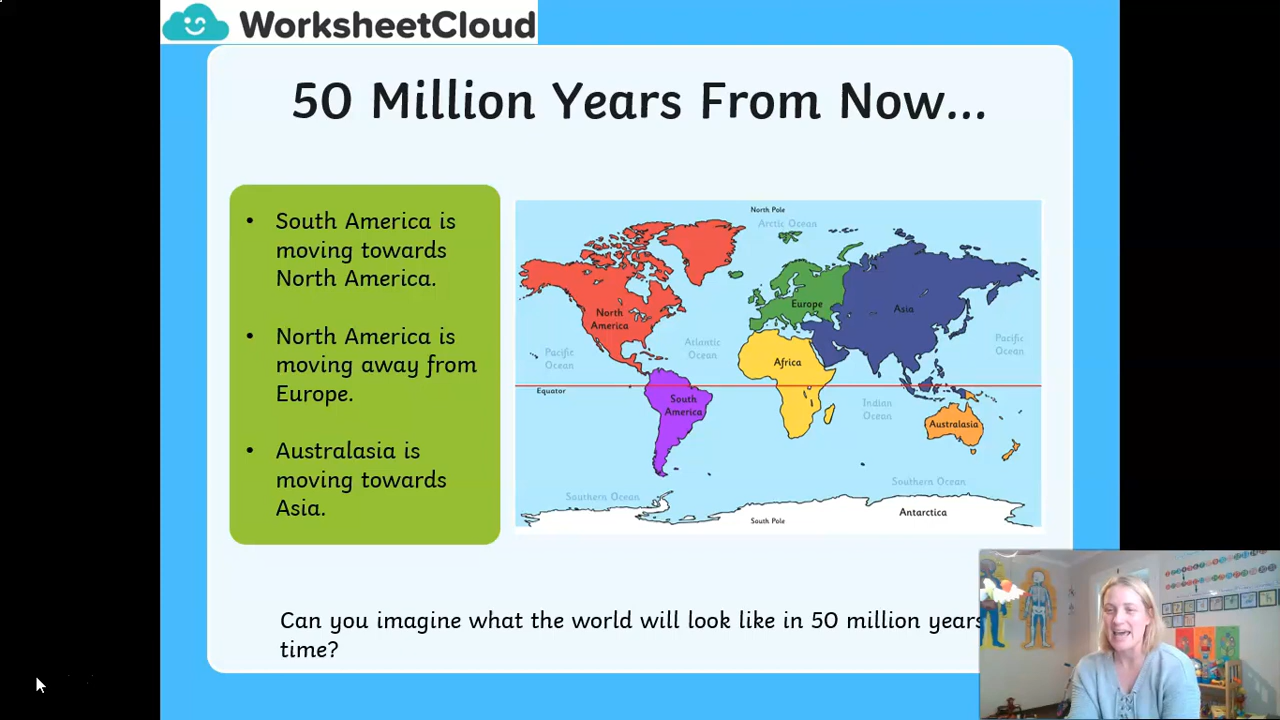 WorksheetCloud
50 Million Years From Now...
• South America is
moving towards
North America.
• North America is
moving away from
Europe.
• Australasia is
moving towards
Asia.
North Pole
Arctic Ocean
North
America
Europe
Asia
Pacific
Ocean
Atlantic
Ocean
Africa
Pacific
Ocean
Equator
South
America
Indian
Ocean
Australasia
Southern Ocean
Southern Ocean
South Pole
Antarctica
Can you imagine what the world will look like in 50 million years
time?